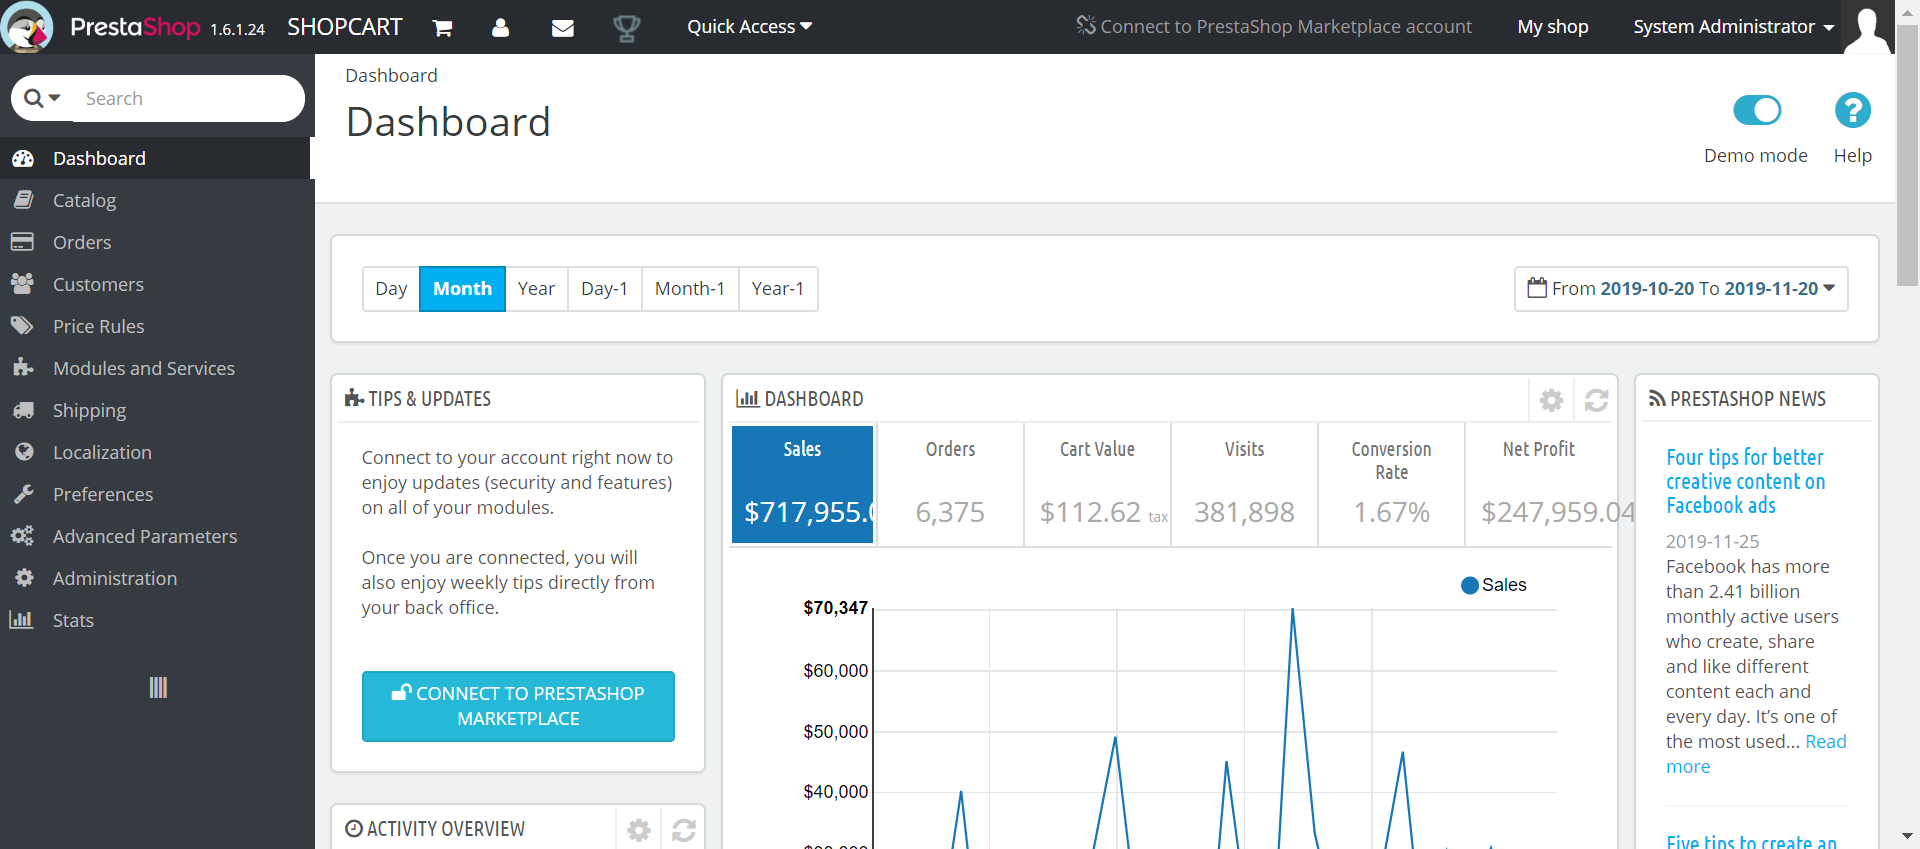 PrestaShop 1.6.1.24 SHOPCART Quick Access Connect to PrestaShop Marketplace account My shop System Administrator
Search
Dashboard
Catalog
Orders
Customers
Price Rules
Modules and Services
Shipping
Localization
Preferences
Advanced Parameters
Administration
Stats
Dashboard
Dashboard
Demo mode
Help
Day Month Year Day-1 Month-1 Year-1
From 2019-10-20 To 2019-11-20
TIPS & UPDATES
Connect to your account right now to
enjoy updates (security and features)
on all of your modules.
Once you are connected, you will
also enjoy weekly tips directly from
your back office.
CONNECT TO PRESTASHOP
MARKETPLACE
ACTIVITY OVERVIEW
DASHBOARD
Sales
$717,955.
Orders
6,375
Cart Value
$112.62 tax
Visits
381,898
Conversion
Rate
1.67%
Net Profit
$247,959.04
Sales
$70,347
$60,000
$50,000
$40,000
PRESTASHOP NEWS
Four tips for better
creative content on
Facebook ads
2019-11-25
Facebook has more
than 2.41 billion
monthly active users
who create, share
and like different
content each and
every day. It’s one of
the most used... Read
more
Five tips to create an